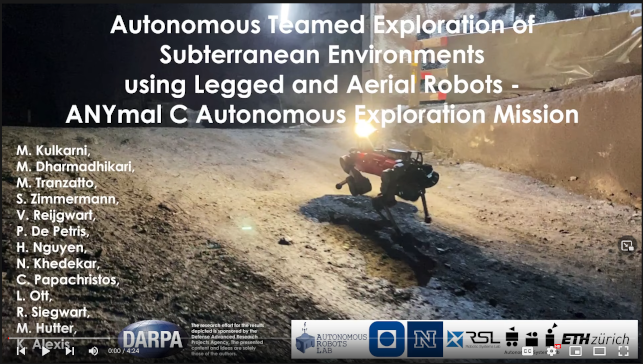 Autonomous Teamed Exploration of
Subterranean Environments
using Legged and Aerial Robots -
ANYmal C Autonomous Exploration Mission
M. Kulkarni,
M. Dharmadhikari,
M. Tranzatto,
S. Zimmermann,
V. Reijgwart,
P. De Petris,
H. Nguyen,
N. Khedekar,
C. Papachristos,
L. Ott,
R. Siegwart,
M. Hutter,
K. Alexis
DARPA
The research effort for the results
depicted is sponsored by the
Defense Advanced Research
Projects Agency. The presented
content and ideas are solely
those of the authors.
AUTONOMOUS
ROBOTS
LAB
N
RSL
ETH zürich
0:00 / 4:24